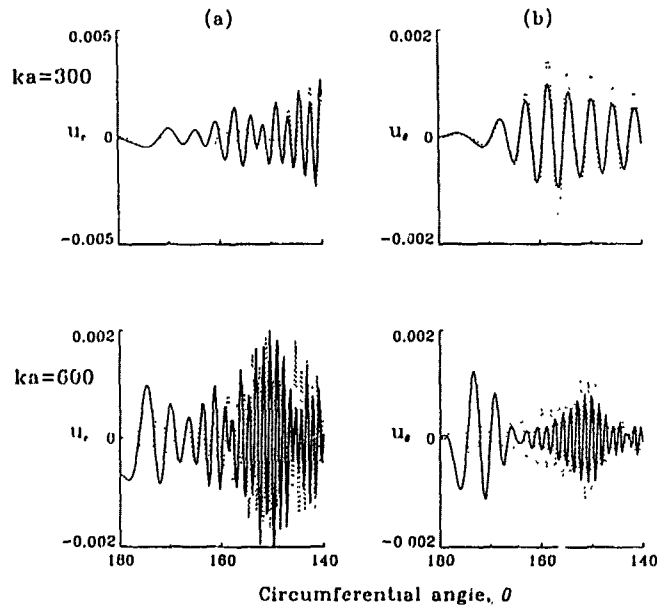 (a) (b)
0.005 0.002
ka=300
u_r 0 u_θ 0
-0.005 -0.002
0.002 0.002
ka=600
u_r 0 u_θ 0
-0.002 -0.002
180 160 140 180 160 140
Circumferential angle, θ